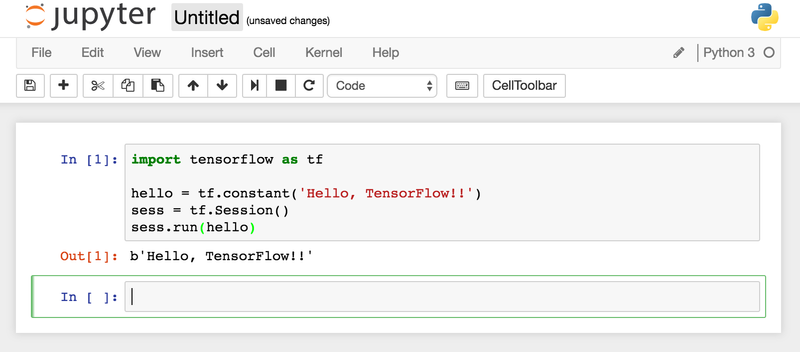 jupyter Untitled (unsaved changes)
File Edit View Insert Cell Kernel Help Python 3
Code CellToolbar
In [1]: import tensorflow as tf
hello = tf.constant('Hello, TensorFlow!!')
sess = tf.Session()
sess.run(hello)
Out[1]: b'Hello, TensorFlow!!'
In [ ]: